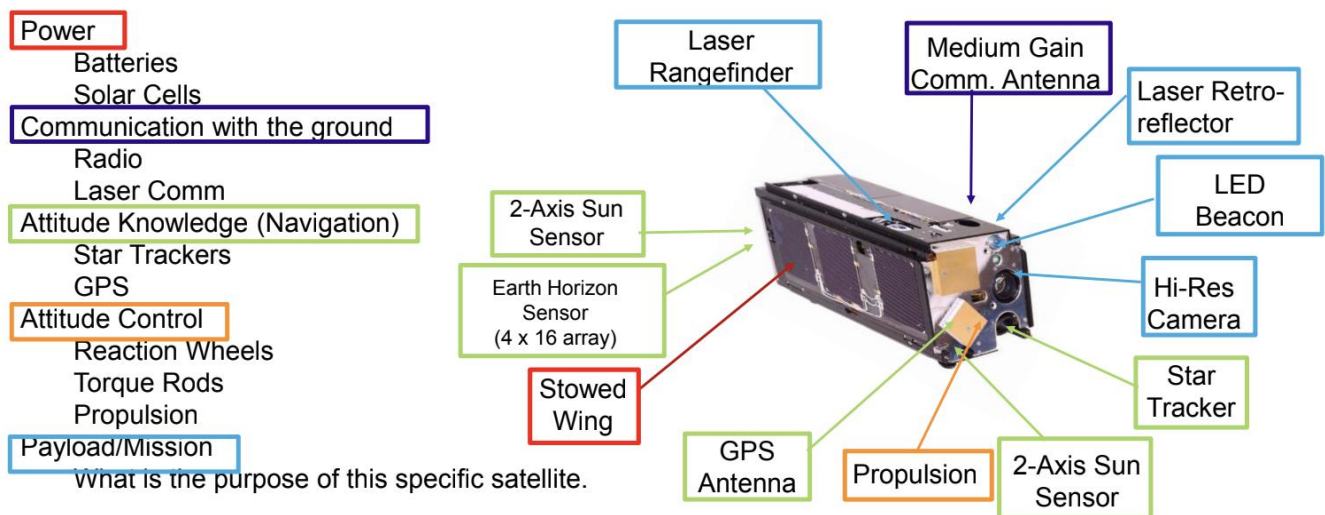 Power
Batteries
Solar Cells
Communication with the ground
Radio
Laser Comm
Attitude Knowledge (Navigation)
Star Trackers
GPS
Attitude Control
Reaction Wheels
Torque Rods
Propulsion
Payload/Mission
What is the purpose of this specific satellite.
Laser
Rangefinder
Medium Gain
Comm. Antenna
Laser Retro-
reflector
LED
Beacon
2-Axis Sun
Sensor
Earth Horizon
Sensor
(4 x 16 array)
Hi-Res
Camera
Stowed
Wing
Star
Tracker
GPS
Antenna
Propulsion
2-Axis Sun
Sensor